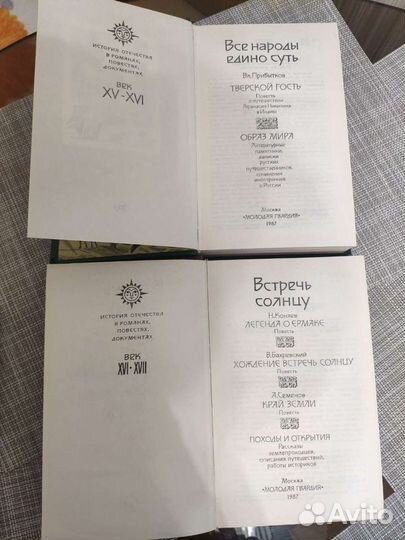 ИСТОРИЯ ОТЕЧЕСТВА
В РОМАНАХ,
ПОВЕСТЯХ,
ДОКУМЕНТАХ
ВЕК
XV-XVI
Все народы
едино суть
Вл. Прибытков
ТВЕРСКОЙ ГОСТЬ
Повесть
о путешествии
Афанасия Никитина
в Индию
ОБРАЗ МИРА
Литературные
памятники,
записки
русских
путешественников,
сочинения
иностранцев
о России
Москва
«МОЛОДАЯ ГВАРДИЯ»
1987
ИСТОРИЯ ОТЕЧЕСТВА
В РОМАНАХ,
ПОВЕСТЯХ,
ДОКУМЕНТАХ
ВЕК
XVI-XVII
Встречь
солнцу
Н.Коняев
ЛЕГЕНДА О ЕРМАКЕ
Повесть
В.Бахревский
ХОЖДЕНИЕ ВСТРЕЧЬ СОЛНЦУ
Повесть
А.Семенов
КРАЙ ЗЕМЛИ
Повесть
ПОХОДЫ И ОТКРЫТИЯ
Рассказы
землепроходцев,
описания путешествий,
работы историков
Москва
«МОЛОДАЯ ГВАРДИЯ»
1987
Avito